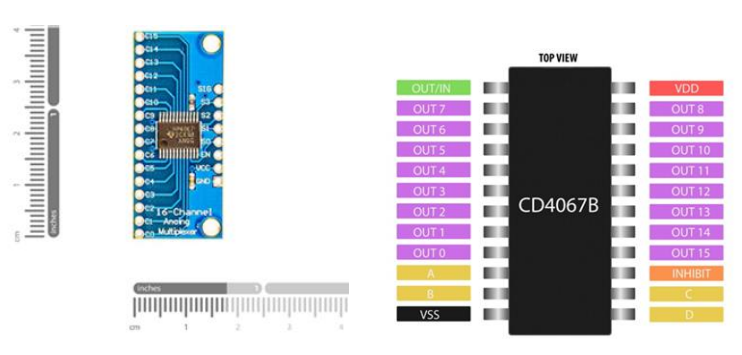 C15
C14
C13
C12
C11
C10
C9
C8
C7
C6
C5
C4
C3
C2
C1
C0
SIG
S3
S2
S1
S0
EN
VCC
GND
16-Channel
Analog
Multiplexer
4
3
2
1
cm
1
inches
inches
1
cm
1
2
3
4
TOP VIEW
OUT/IN
OUT 7
OUT 6
OUT 5
OUT 4
OUT 3
OUT 2
OUT 1
OUT 0
A
B
VSS
CD4067B
VDD
OUT 8
OUT 9
OUT 10
OUT 11
OUT 12
OUT 13
OUT 14
OUT 15
INHIBIT
C
D